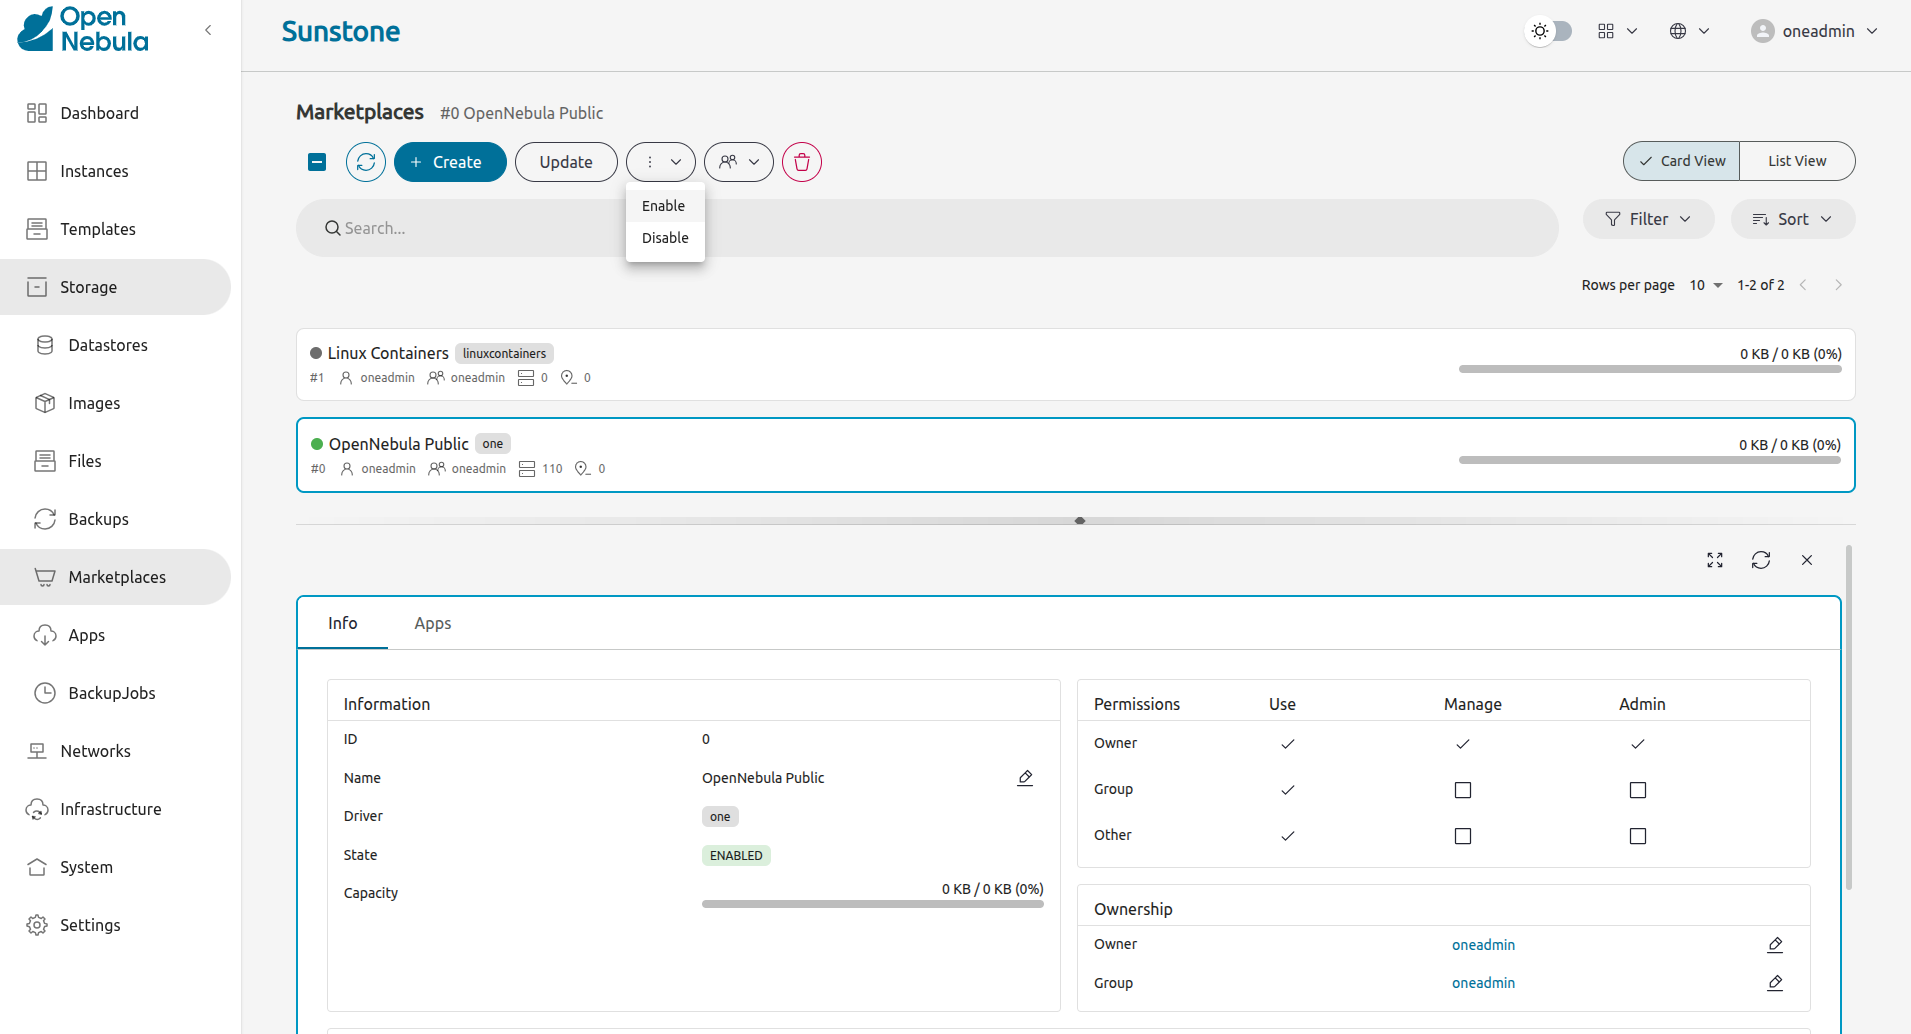 Open
Nebula
Sunstone
oneadmin
Dashboard
Instances
Templates
Storage
Datastores
Images
Files
Backups
Marketplaces
Apps
BackupJobs
Networks
Infrastructure
System
Settings
Marketplaces #0 OpenNebula Public
+ Create Update
Card View List View
Enable
Disable
Search...
Filter Sort
Rows per page 10 1-2 of 2
Linux Containers linuxcontainers
0 KB / 0 KB (0%)
#1 oneadmin oneadmin 0 0
OpenNebula Public one
0 KB / 0 KB (0%)
#0 oneadmin oneadmin 110 0
Info Apps
Information
ID 0
Name OpenNebula Public
Driver one
State ENABLED
Capacity 0 KB / 0 KB (0%)
Permissions Use Manage Admin
Owner
Group
Other
Ownership
Owner oneadmin
Group oneadmin